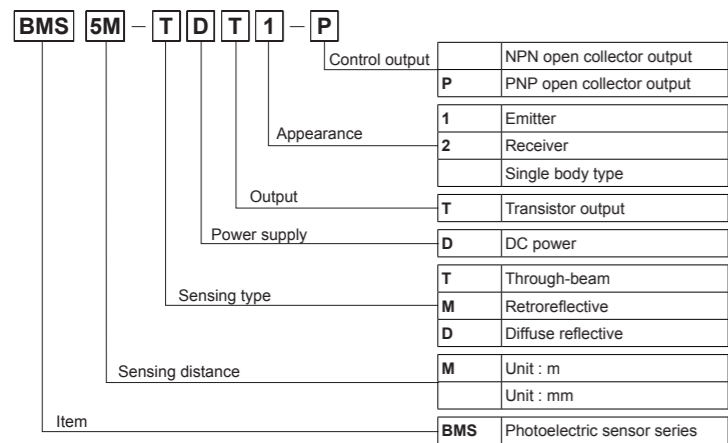 BMS 5M - T D T 1 - P
Control output
NPN open collector output
P PNP open collector output
Appearance
1 Emitter
2 Receiver
Single body type
Output
T Transistor output
Power supply
D DC power
Sensing type
T Through-beam
M Retroreflective
D Diffuse reflective
Sensing distance
M Unit : m
Unit : mm
Item
BMS Photoelectric sensor series